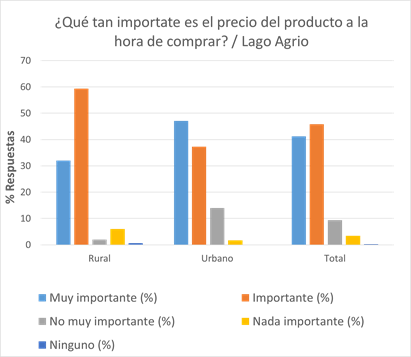 ¿Qué tan importate es el precio del producto a la
hora de comprar? / Lago Agrio
% Respuestas
70
60
50
40
30
20
10
0
Rural
Urbano
Total
Muy importante (%)
Importante (%)
No muy importante (%)
Nada importante (%)
Ninguno (%)